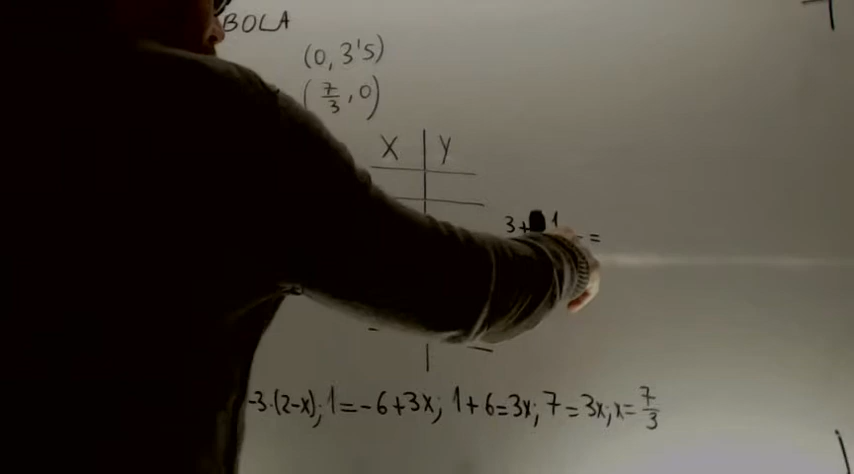 BOLA
(0, 3's)
(7/3, 0)
X Y
3+ 1
=
-3·(2-x); 1=-6+3x; 1+6=3x; 7=3x; x=7/3